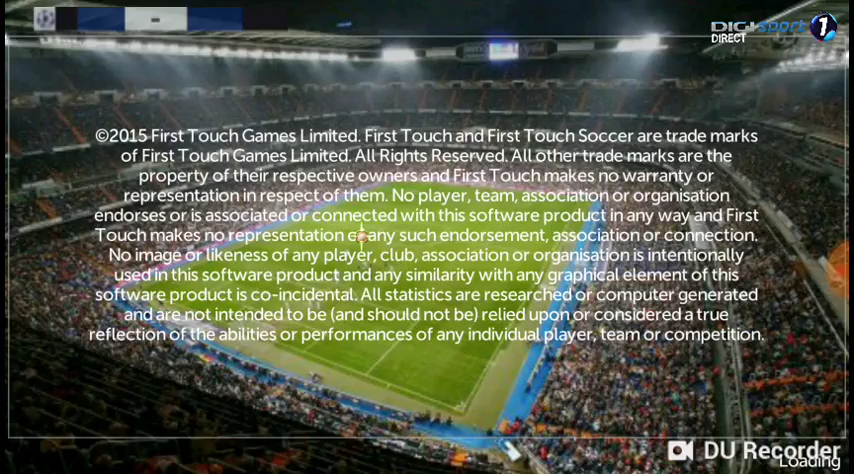 DIGI sport 1
DIRECT
©2015 First Touch Games Limited. First Touch and First Touch Soccer are trade marks
of First Touch Games Limited. All Rights Reserved. All other trade marks are the
property of their respective owners and First Touch makes no warranty or
representation in respect of them. No player, team, association or organisation
endorses or is associated or connected with this software product in any way and First
Touch makes no representation of any such endorsement, association or connection.
No image or likeness of any player, club, association or organisation is intentionally
used in this software product and any similarity with any graphical element of this
software product is co-incidental. All statistics are researched or computer generated
and are not intended to be (and should not be) relied upon or considered a true
reflection of the abilities or performances of any individual player, team or competition.
DU Recorder
Loading